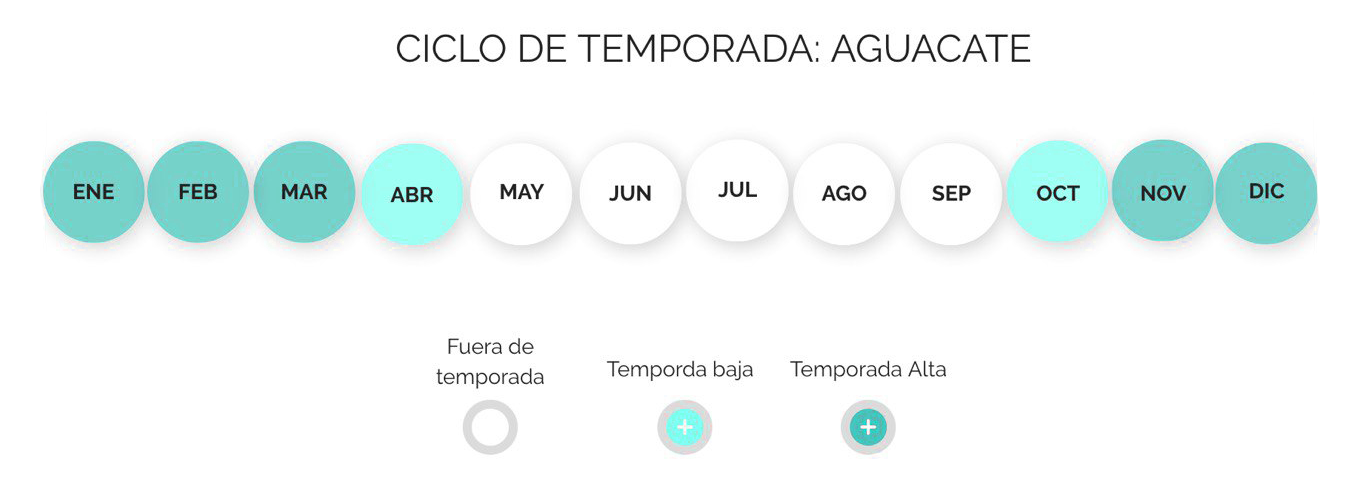 CICLO DE TEMPORADA: AGUACATE
ENE FEB MAR ABR MAY JUN JUL AGO SEP OCT NOV DIC
Fuera de
temporada
Temporda baja
Temporada Alta